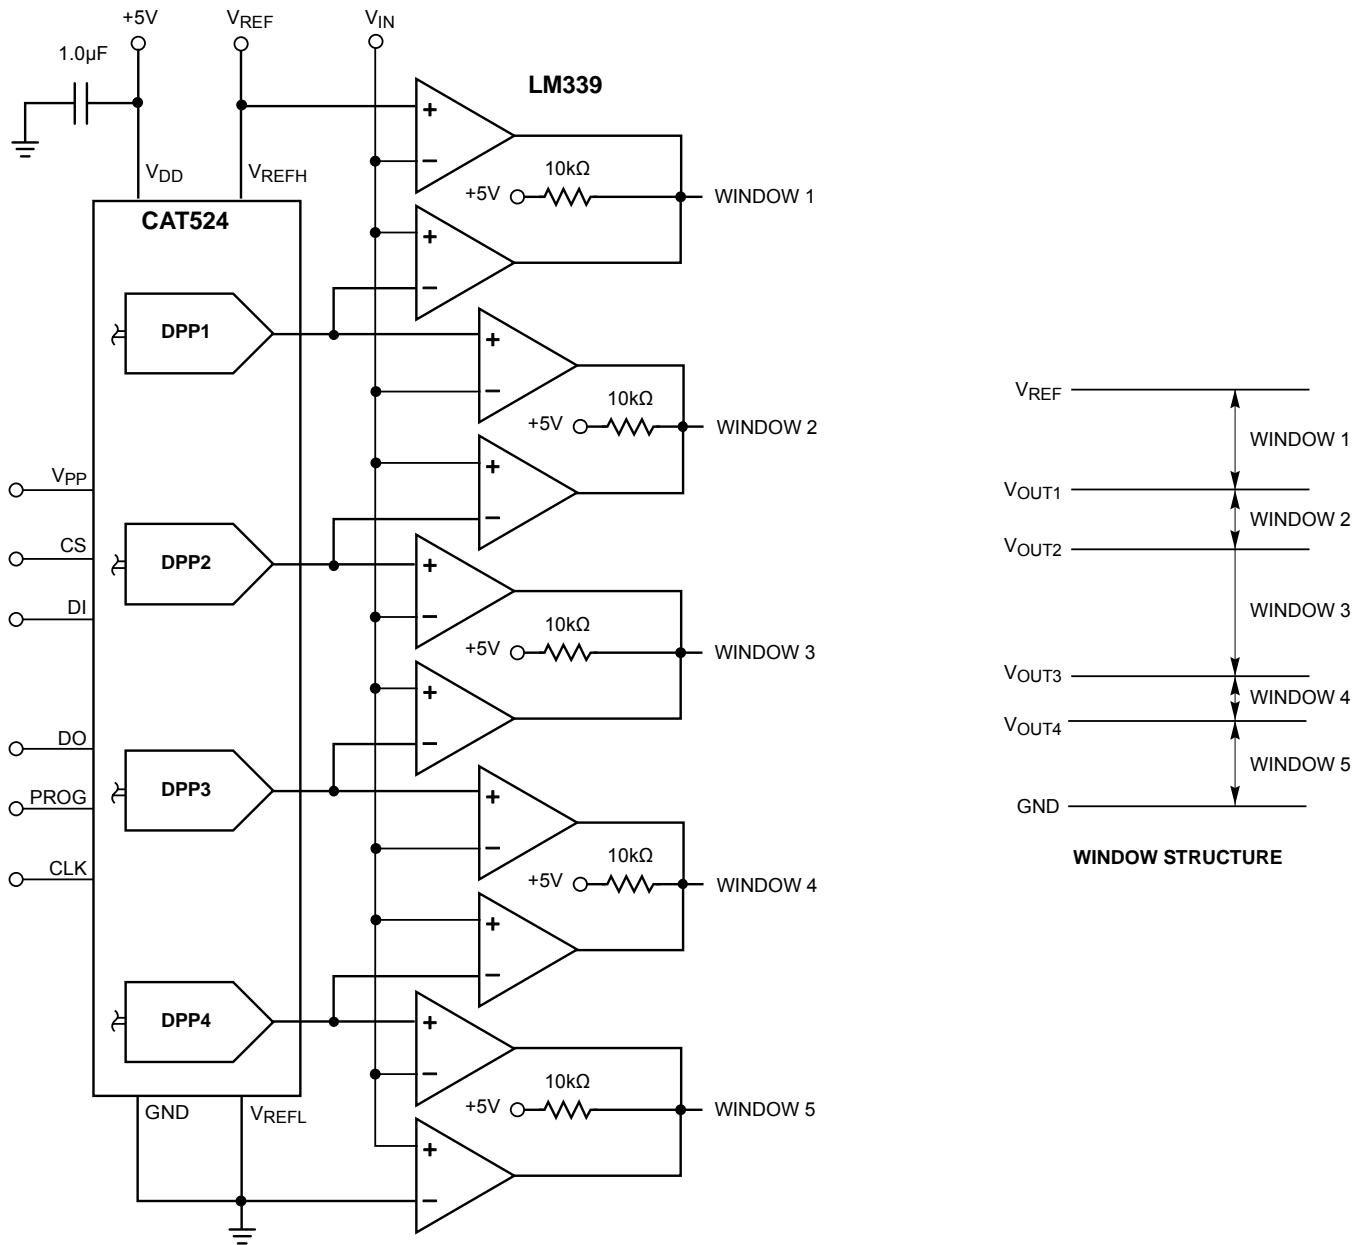 +5V
VREF
VIN
1.0µF
LM339
VDD
VREFH
CAT524
+
−
10kΩ
+5V
WINDOW 1
+
−
DPP1
+
−
10kΩ
+5V
WINDOW 2
VPP
+
−
CS
DPP2
DI
+
−
10kΩ
+5V
WINDOW 3
+
−
DO
DPP3
PROG
CLK
+
−
10kΩ
+5V
WINDOW 4
+
−
DPP4
+
−
10kΩ
+5V
WINDOW 5
GND
VREFL
+
−
VREF
WINDOW 1
VOUT1
WINDOW 2
VOUT2
WINDOW 3
VOUT3
WINDOW 4
VOUT4
WINDOW 5
GND
WINDOW STRUCTURE